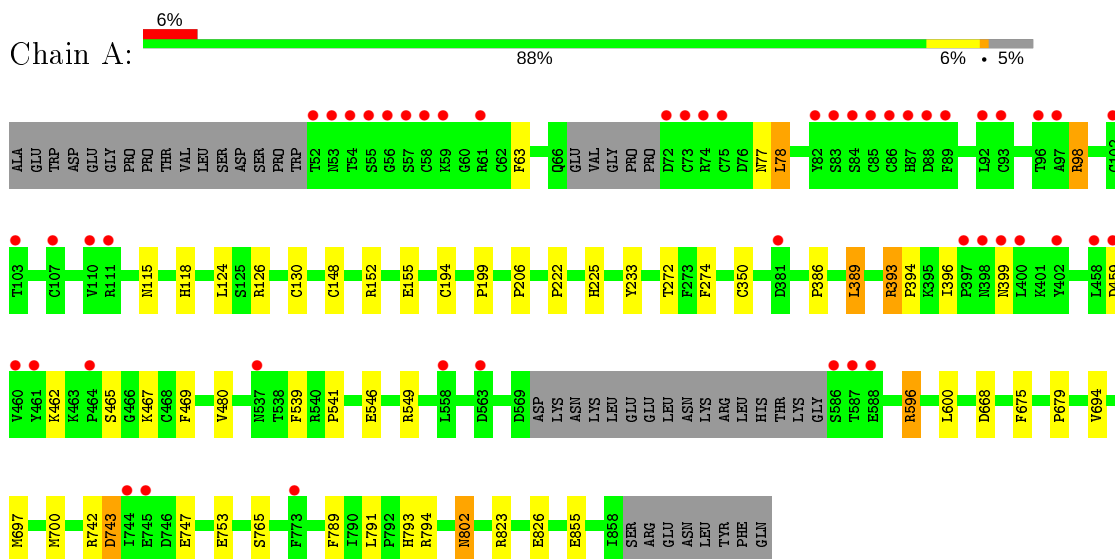 6%
Chain A:
88% 6% • 5%
ALA GLU TRP ASP GLU GLY PRO PRO THR VAL LEU SER ASP SER PRO TRP T52 N53 T54 S55 G56 S57 C58 K59 G60 R61 C62 F63 Q66 GLU VAL GLY PRO PRO D72 C73 R74 C75 D76 N77 L78 Y82 S83 S84 C85 C86 H87 D88 F89 L92 C93 T96 A97 R98 C102
T103 C107 V110 R111 N115 H118 L124 S125 R126 C130 C148 R152 E155 C194 P199 P206 P222 H225 Y233 T272 F273 F274 C350 D381 P386 L389 R393 P394 K395 I396 P397 N398 N399 L400 K401 Y402 L458 D459
V460 Y461 K462 K463 P464 S465 G466 K467 C468 F469 V480 N537 T538 F539 R540 P541 E546 R549 L558 D563 D569 ASP LYS ASN LYS LEU GLU GLU LEU ASN LYS ARG LEU HIS THR LYS GLY S586 T587 E588 R596 L600 D668 F675 P679 V694
M697 M700 R742 D743 I744 E745 D746 E747 E753 S765 F773 F789 I790 L791 P792 H793 R794 N802 R823 E826 E855 I858 SER ARG GLU ASN LEU TYR PHE GLN